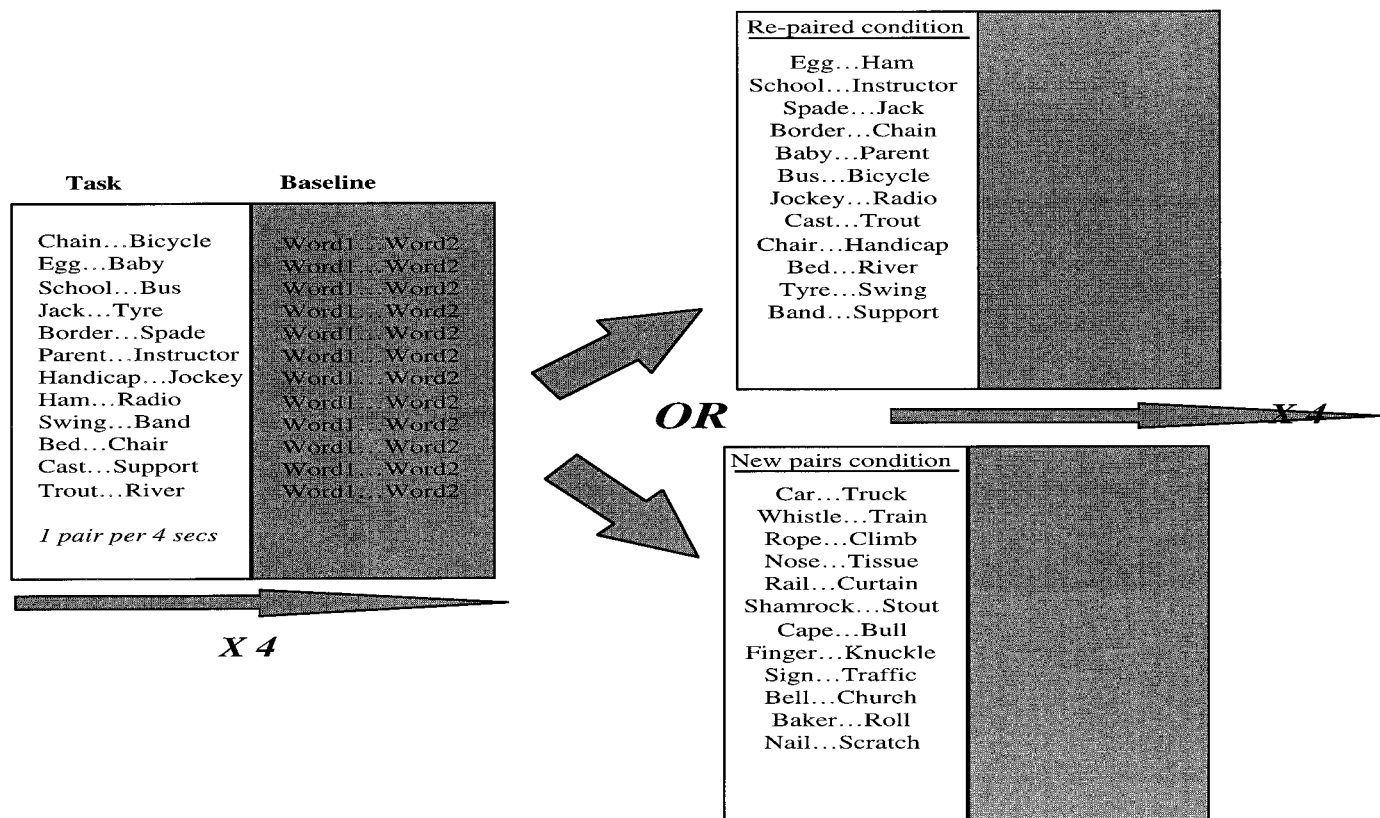 Task
Baseline
Chain...Bicycle
Egg...Baby
School...Bus
Jack...Tyre
Border...Spade
Parent...Instructor
Handicap...Jockey
Ham...Radio
Swing...Band
Bed...Chair
Cast...Support
Trout...River
1 pair per 4 secs
Word1...Word2
Word1...Word2
Word1...Word2
Word1...Word2
Word1...Word2
Word1...Word2
Word1...Word2
Word1...Word2
Word1...Word2
Word1...Word2
Word1...Word2
Word1...Word2
X 4
OR
Re-paired condition
Egg...Ham
School...Instructor
Spade...Jack
Border...Chain
Baby...Parent
Bus...Bicycle
Jockey...Radio
Cast...Trout
Chair...Handicap
Bed...River
Tyre...Swing
Band...Support
X 4
New pairs condition
Car...Truck
Whistle...Train
Rope...Climb
Nose...Tissue
Rail...Curtain
Shamrock...Stout
Cape...Bull
Finger...Knuckle
Sign...Traffic
Bell...Church
Baker...Roll
Nail...Scratch